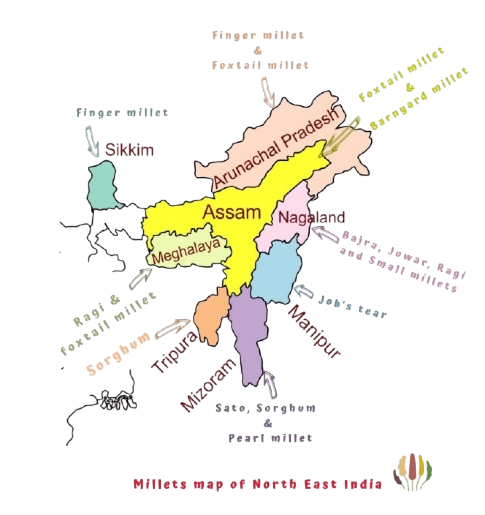 Finger millet
&
Foxtail millet
Foxtail millet
&
Barnyard millet
Finger millet
Sikkim
Arunachal Pradesh
Assam
Nagaland
Meghalaya
Bajra, Jowar, Ragi
and Small millets
Ragi &
foxtail millet
Job's tear
Sorghum
Tripura
Manipur
Mizoram
Sato, Sorghum
&
Pearl millet
Millets map of North East India